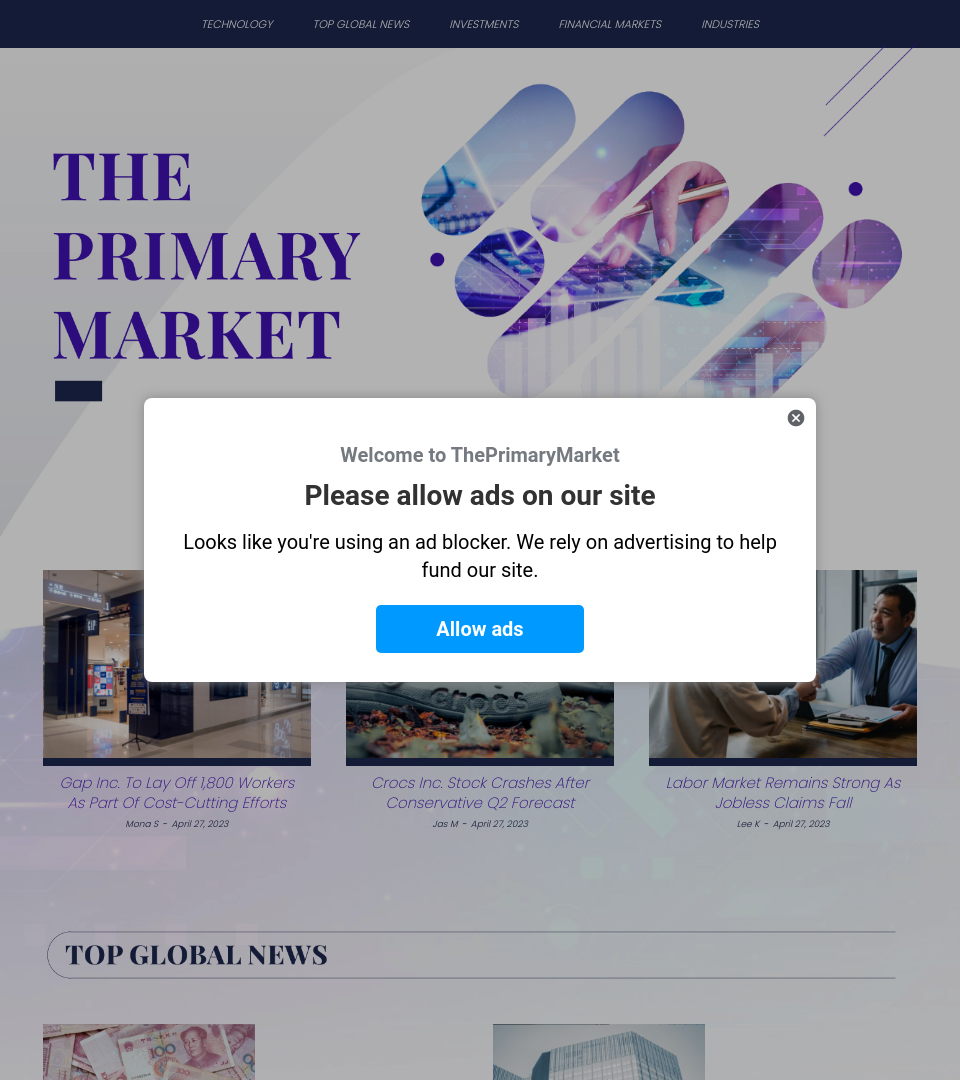 TECHNOLOGY
TOP GLOBAL NEWS
INVESTMENTS
FINANCIAL MARKETS
INDUSTRIES
THE
PRIMARY
MARKET
Welcome to ThePrimaryMarket
Please allow ads on our site
Looks like you're using an ad blocker. We rely on advertising to help
fund our site.
Allow ads
GAP
crocs
Gap Inc. To Lay Off 1,800 Workers
As Part Of Cost-Cutting Efforts
Mona S - April 27, 2023
Crocs Inc. Stock Crashes After
Conservative Q2 Forecast
Jas M - April 27, 2023
Labor Market Remains Strong As
Jobless Claims Fall
Lee K - April 27, 2023
TOP GLOBAL NEWS
100